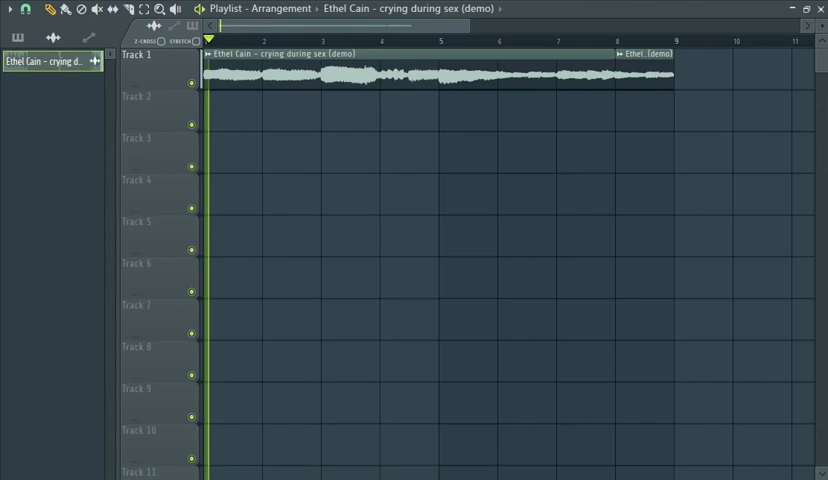 Playlist - Arrangement › Ethel Cain - crying during sex (demo) ›
Z-CROSS STRETCH
2 3 4 5 6 7 8 9 10 11
Ethel Cain - crying d...
Track 1
Ethel Cain - crying during sex (demo)
Ethel..(demo)
Track 2
Track 3
Track 4
Track 5
Track 6
Track 7
Track 8
Track 9
Track 10
Track 11